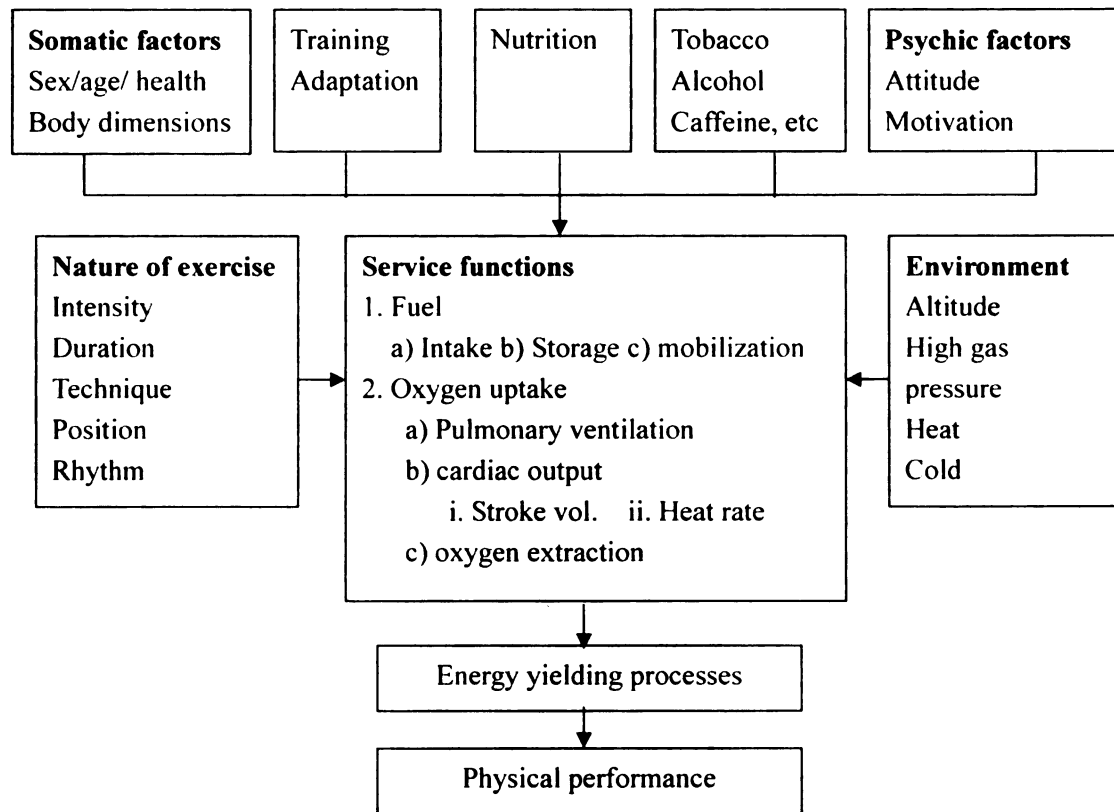 Somatic factors
Sex/age/ health
Body dimensions
Training
Adaptation
Nutrition
Tobacco
Alcohol
Caffeine, etc
Psychic factors
Attitude
Motivation
Nature of exercise
Intensity
Duration
Technique
Position
Rhythm
Service functions
1. Fuel
a) Intake b) Storage c) mobilization
2. Oxygen uptake
a) Pulmonary ventilation
b) cardiac output
i. Stroke vol. ii. Heat rate
c) oxygen extraction
Environment
Altitude
High gas
pressure
Heat
Cold
Energy yielding processes
Physical performance